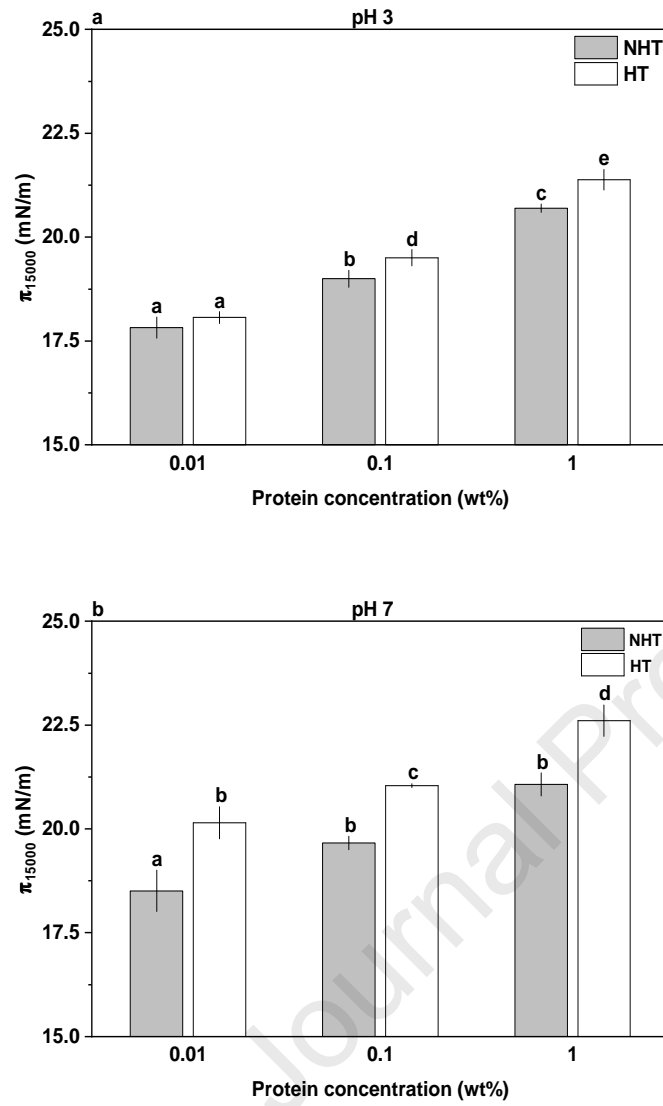 a pH 3
25.0
NHT
HT
22.5
e
c
20.0
d
b
a a
17.5
15.0
π15000 (mN/m)
0.01 0.1 1
Protein concentration (wt%)
b pH 7
25.0
NHT
HT
d
22.5
c
b
b
b
20.0
a
17.5
15.0
π15000 (mN/m)
0.01 0.1 1
Protein concentration (wt%)
Journal Pre